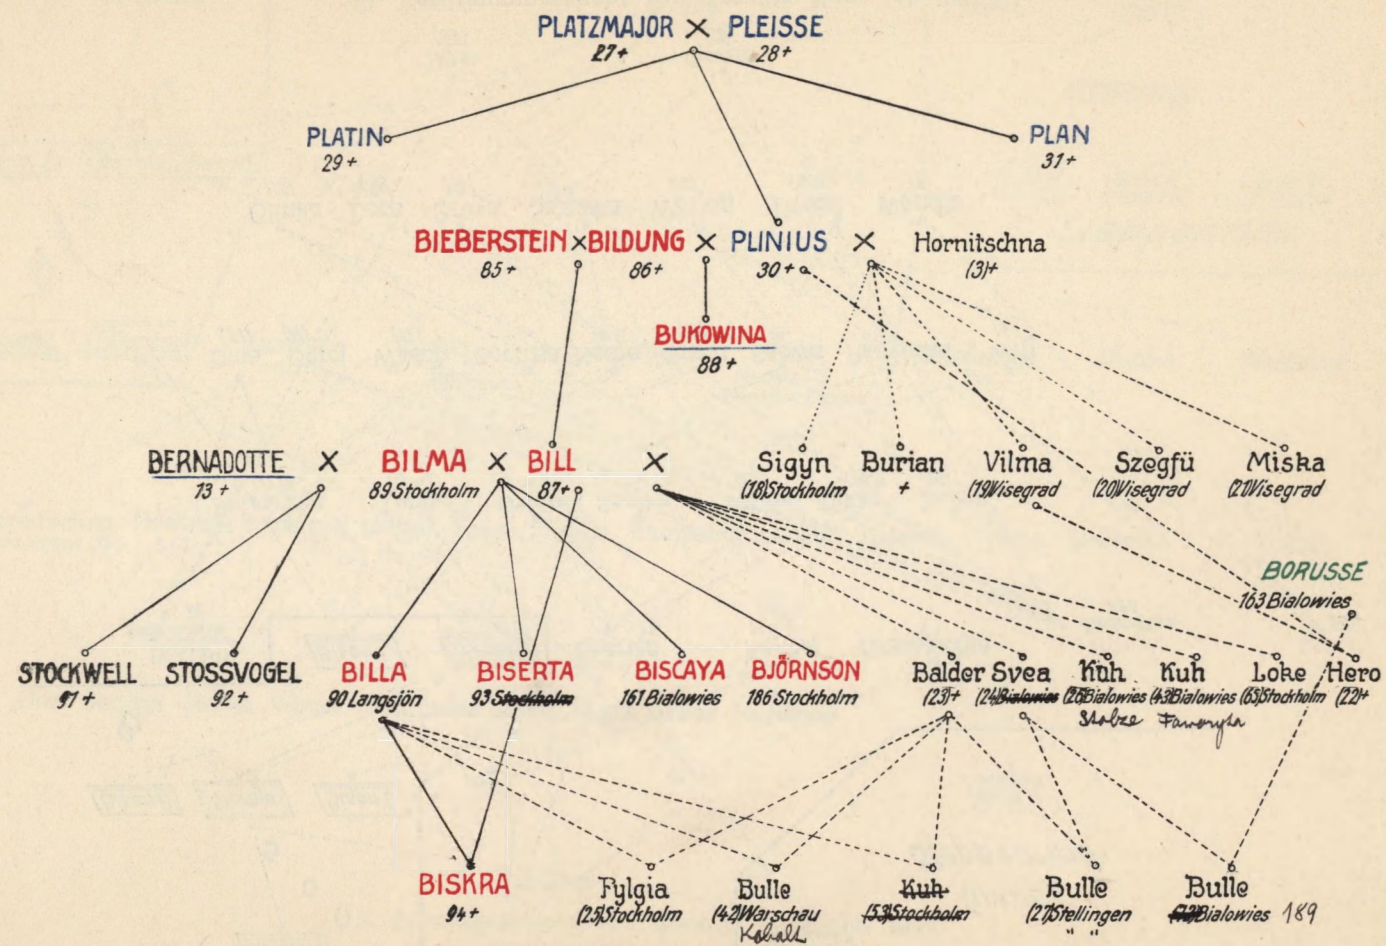 PLATZMAJOR × PLEISSE
27+ 28+
PLATIN PLAN
29+ 31+
BIEBERSTEIN × BILDUNG × PLINIUS × Hornitschna
85+ 86+ 30+ (3)+
BUKOWINA
88+
BERNADOTTE × BILMA × BILL × Sigyn Burian Vilma Szegfü Miska
13+ 89 Stockholm 87+ (18) Stockholm + (19) Visegrad (20) Visegrad (21) Visegrad
BORUSSE
163 Bialowies
STOCKWELL STOSSVOGEL BILLA BISERTA BISCAYA BJÖRNSON Balder Svea Kuh Kuh Loke Hero
91+ 92+ 90 Langsjön 93 Stockholm 161 Bialowies 186 Stockholm (23)+ (24) Bialowies (26) Bialowies (43) Bialowies (65) Stockholm (22)+
Stolze Faworyta
BISKRA Fylgia Bulle Kuh Bulle Bulle
94+ (25) Stockholm (42) Warschau (53) Stockholm (27) Stellingen Bialowies 189
Kobalt " "